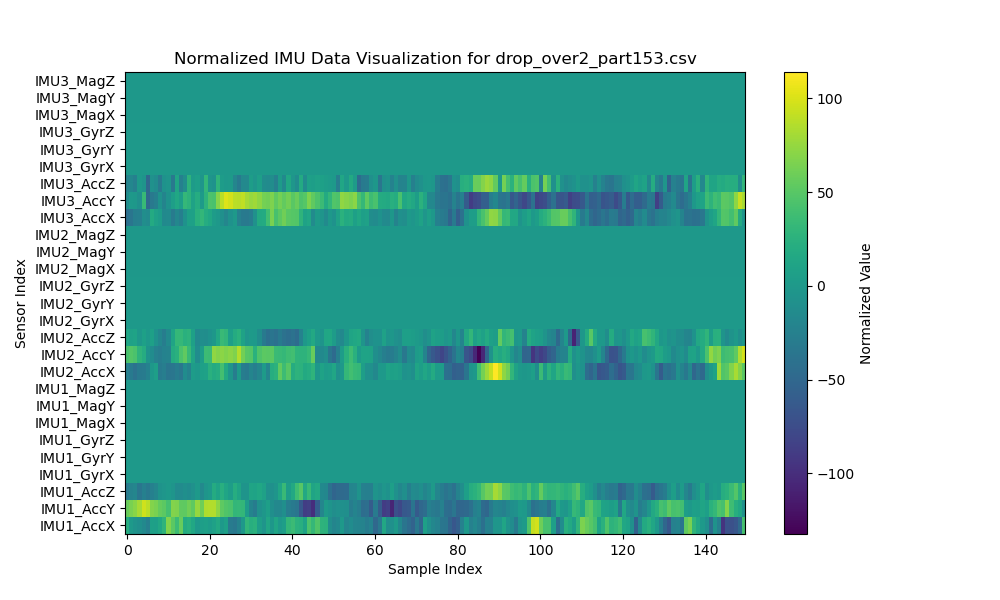 Normalized IMU Data Visualization for drop_over2_part153.csv
IMU3_MagZ
IMU3_MagY
IMU3_MagX
IMU3_GyrZ
IMU3_GyrY
IMU3_GyrX
IMU3_AccZ
IMU3_AccY
IMU3_AccX
IMU2_MagZ
IMU2_MagY
IMU2_MagX
IMU2_GyrZ
IMU2_GyrY
IMU2_GyrX
IMU2_AccZ
IMU2_AccY
IMU2_AccX
IMU1_MagZ
IMU1_MagY
IMU1_MagX
IMU1_GyrZ
IMU1_GyrY
IMU1_GyrX
IMU1_AccZ
IMU1_AccY
IMU1_AccX
Sensor Index
0 20 40 60 80 100 120 140
Sample Index
100
50
0
−50
−100
Normalized Value